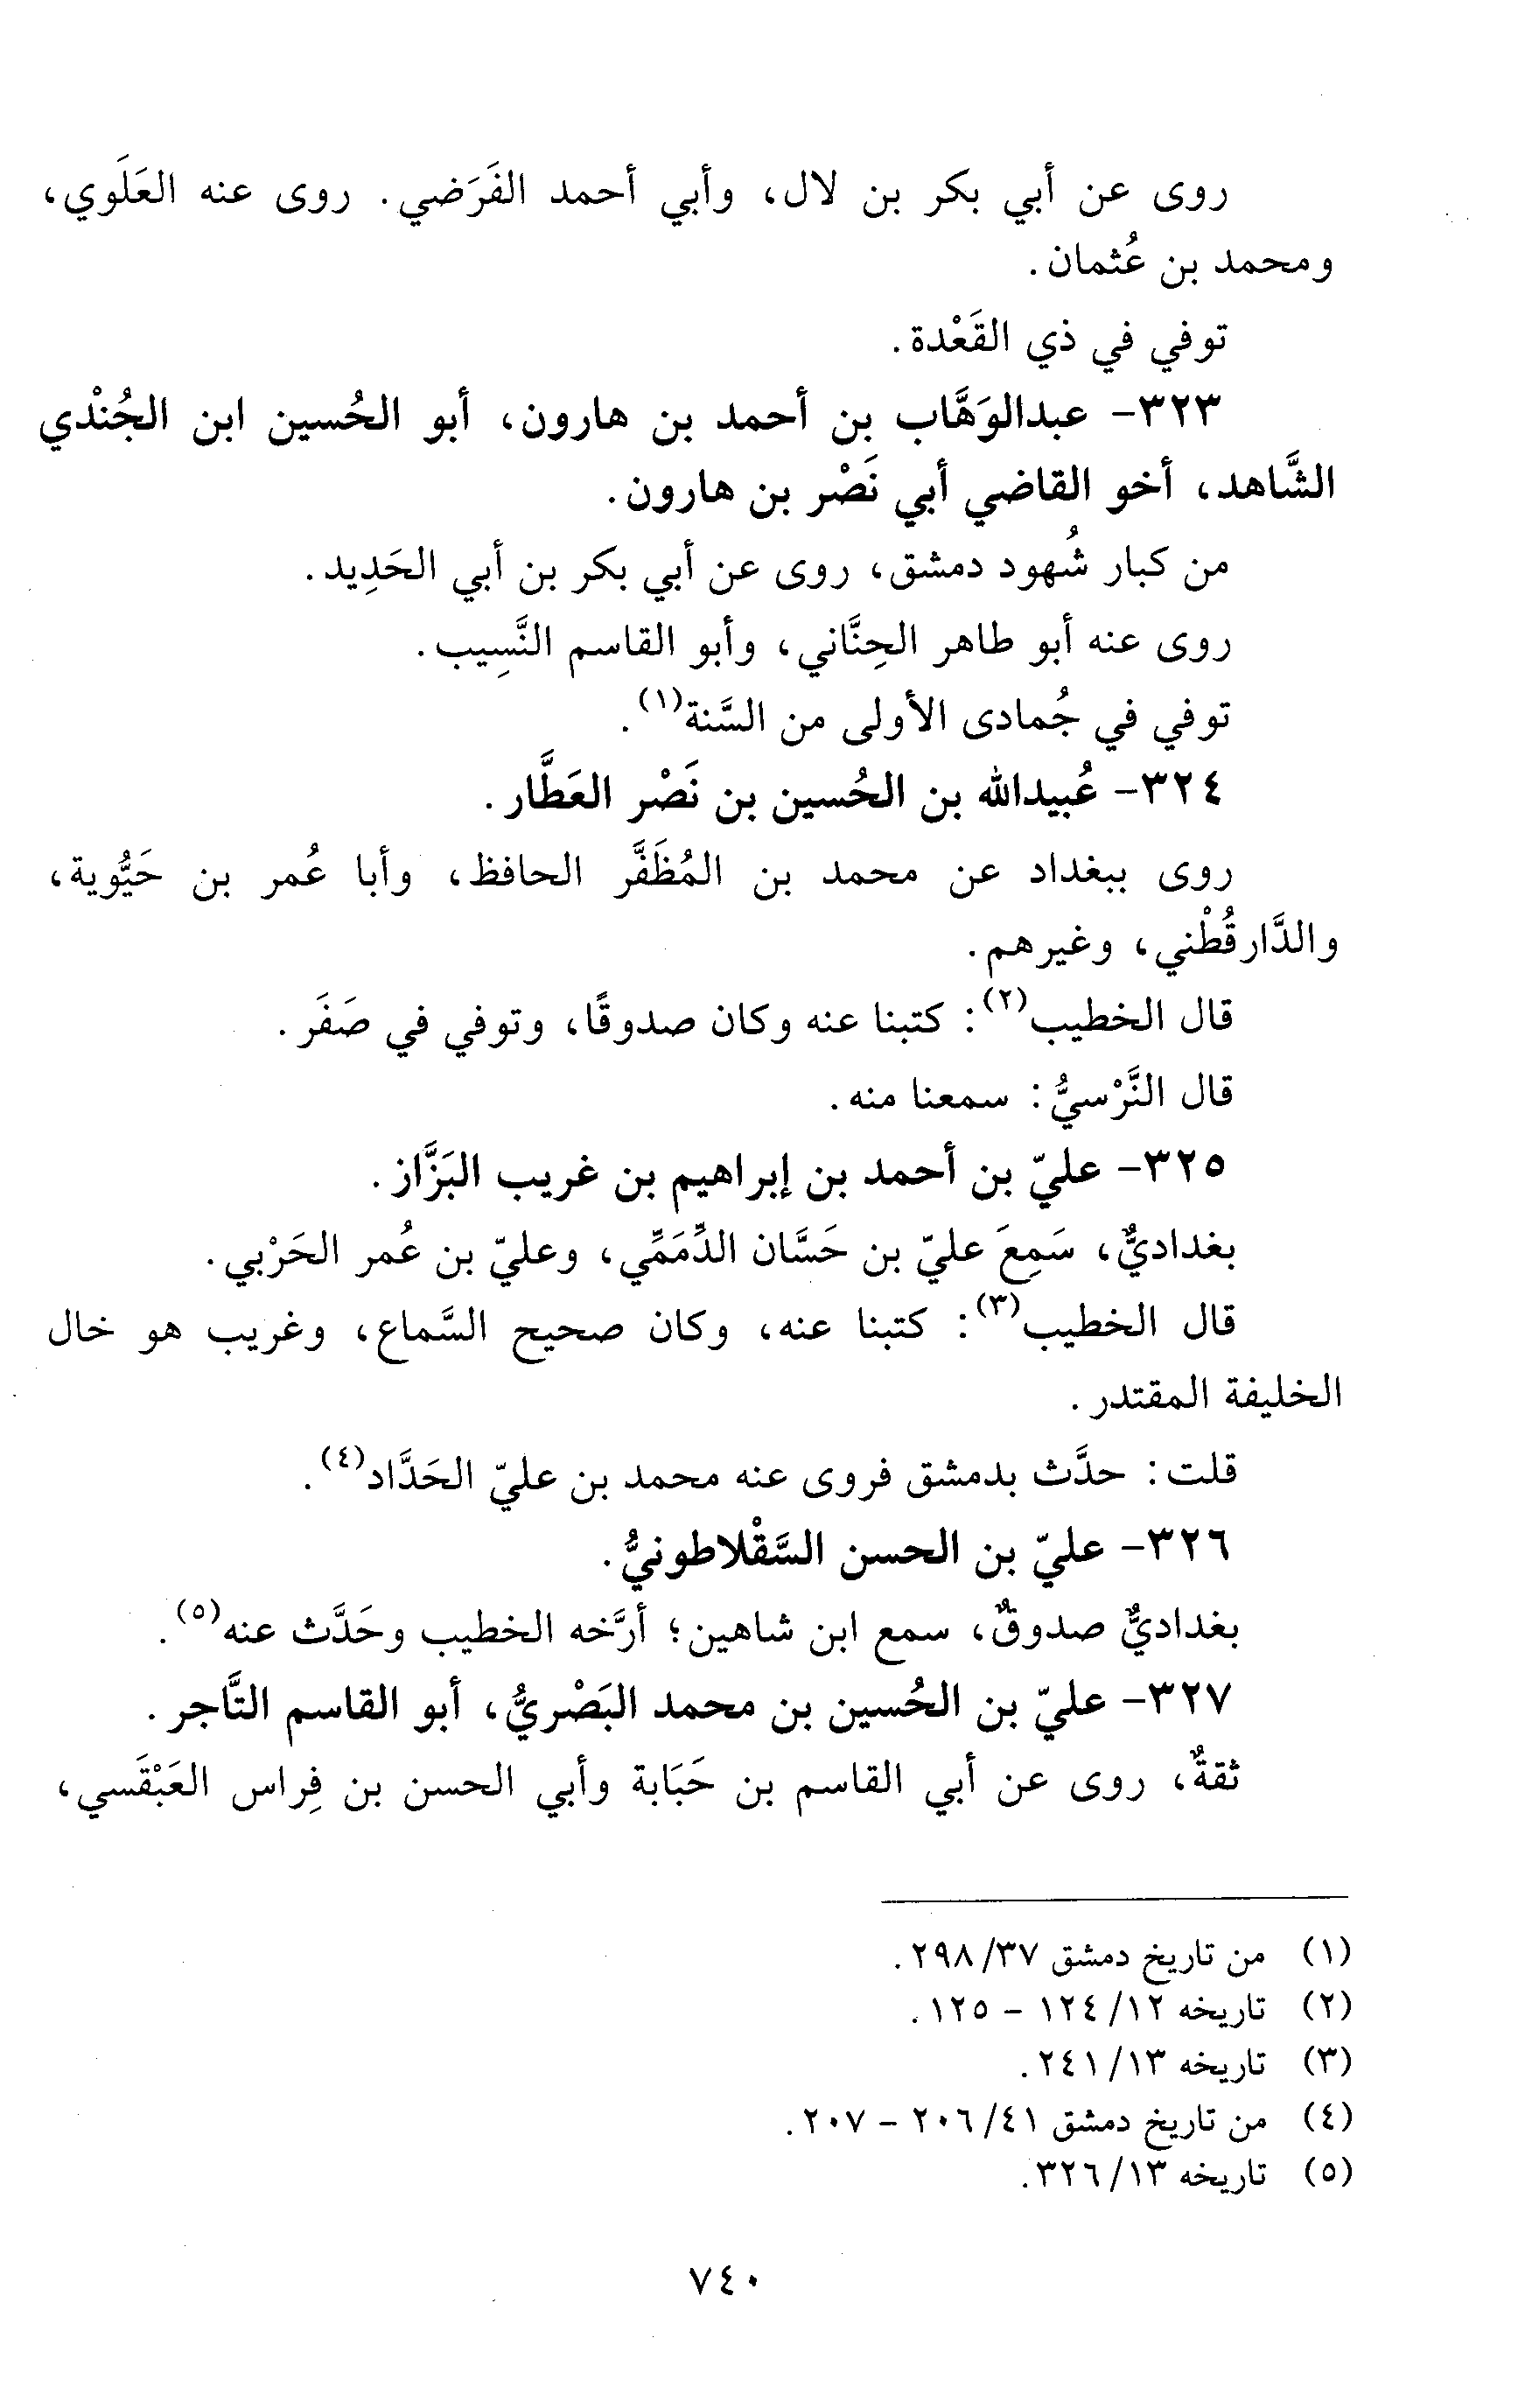 روى عن أبي بكر بن لال، وأبي أحمد الفَرَضي. روى عنه العَلَوي،
ومحمد بن عُثمان.
توفي في ذي القَعْدة.
٣٢٣- عبدالوَهَّاب بن أحمد بن هارون، أبو الحُسين ابن الجُنْدي
الشَّاهد، أخو القاضي أبي نَصْر بن هارون.
من كبار شُهود دمشق، روى عن أبي بكر بن أبي الحَدِيد.
روى عنه أبو طاهر الحِنَّاني، وأبو القاسم النَّسِيب.
توفي في جُمادى الأولى من السَّنة(١).
٣٢٤- عُبيدالله بن الحُسين بن نَصْر العَطَّار.
روى ببغداد عن محمد بن المُظَفَّر الحافظ، وأبا عُمر بن حَيُّوية،
والدَّارقُطْني، وغيرهم.
قال الخطيب(٢): كتبنا عنه وكان صدوقًا، وتوفي في صَفَر.
قال النَّرْسيُّ: سمعنا منه.
٣٢٥- عليّ بن أحمد بن إبراهيم بن غريب البَزَّاز.
بغداديٌّ، سَمِعَ عليّ بن حَسَّان الدِّمَمِّي، وعليّ بن عُمر الحَرْبي.
قال الخطيب(٣): كتبنا عنه، وكان صحيح السَّماع، وغريب هو خال
الخليفة المقتدر.
قلت: حدَّث بدمشق فروى عنه محمد بن عليّ الحَدَّاد(٤).
٣٢٦- عليّ بن الحسن السَّقْلاطونيُّ.
بغداديٌّ صدوقٌ، سمع ابن شاهين؛ أرَّخه الخطيب وحَدَّث عنه(٥).
٣٢٧- عليّ بن الحُسين بن محمد البَصْريُّ، أبو القاسم التَّاجر.
ثقةٌ، روى عن أبي القاسم بن حَبَابة وأبي الحسن بن فِراس العَبْقَسي،
(١) من تاريخ دمشق ٣٧/ ٢٩٨.
(٢) تاريخه ١٢/ ١٢٤ - ١٢٥.
(٣) تاريخه ١٣/ ٢٤١.
(٤) من تاريخ دمشق ٤١/ ٢٠٦ - ٢٠٧.
(٥) تاريخه ١٣/ ٣٢٦.
٧٤٠